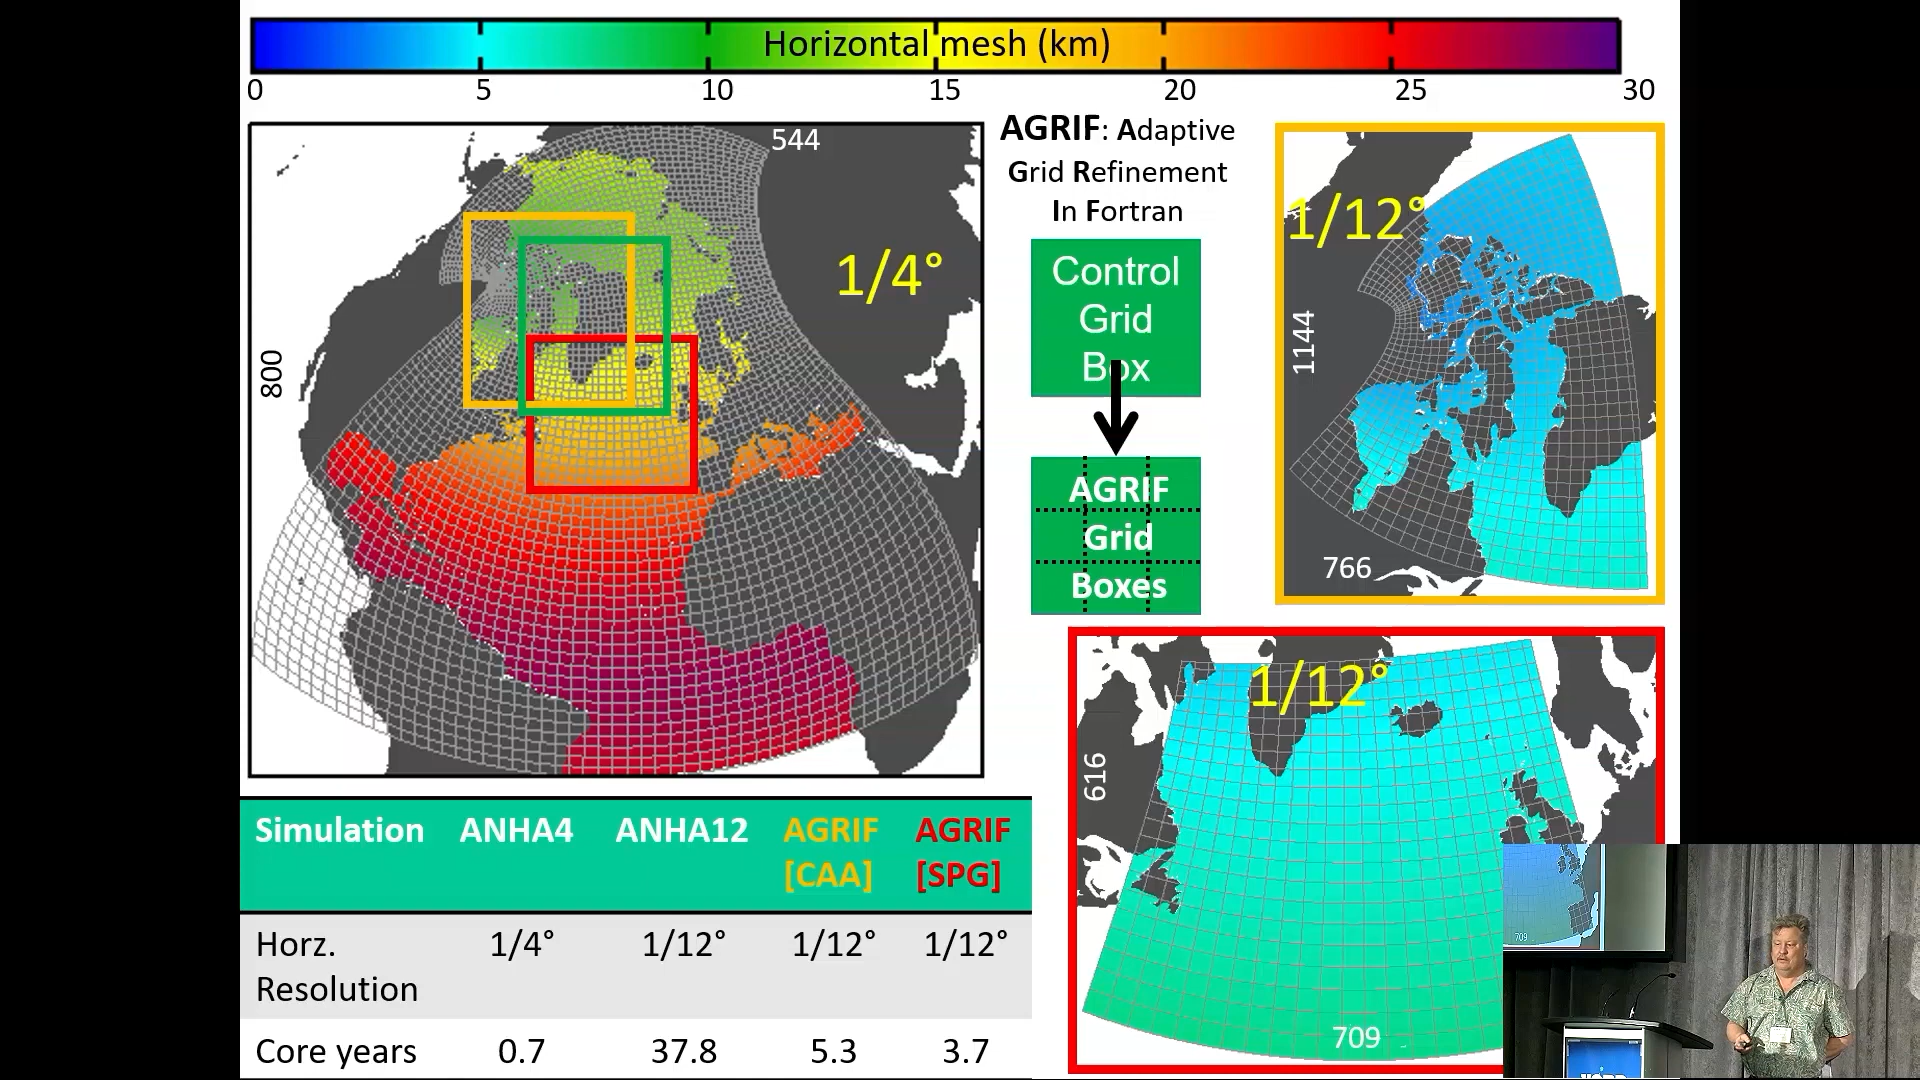 Horizontal mesh (km)
0 5 10 15 20 25 30
544
800
1/4°
AGRIF: Adaptive
Grid Refinement
In Fortran
Control
Grid
Box
AGRIF
Grid
Boxes
1/12°
1144
766
1/12°
616
709
Simulation ANHA4 ANHA12 AGRIF [CAA] AGRIF [SPG]
Horz. Resolution 1/4° 1/12° 1/12° 1/12°
Core years 0.7 37.8 5.3 3.7
709